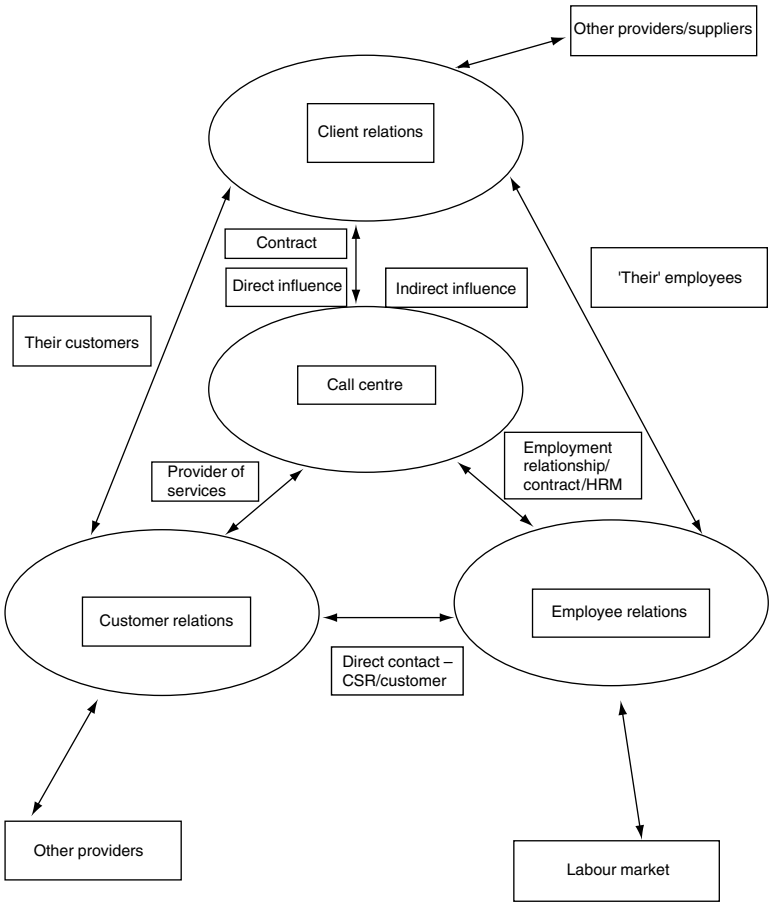 Other providers/suppliers
Client relations
Contract
Direct influence
Indirect influence
'Their' employees
Their customers
Call centre
Provider of
services
Employment
relationship/
contract/HRM
Customer relations
Employee relations
Direct contact –
CSR/customer
Other providers
Labour market